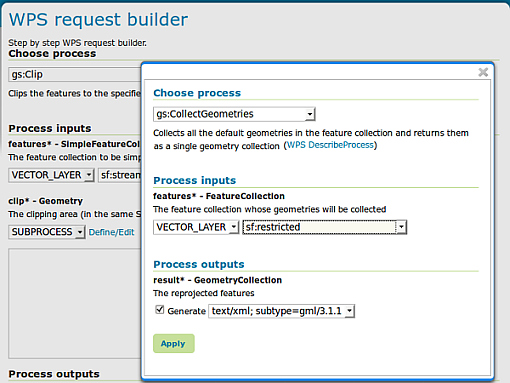 WPS request builder
Step by step WPS request builder.
Choose process
gs:Clip
Clips the features to the specifie
Process inputs
features* - SimpleFeatureColl
The feature collection to be simp
VECTOR_LAYER sf:stream
clip* - Geometry
The clipping area (in the same S
SUBPROCESS Define/Edit
Process outputs
Choose process
gs:CollectGeometries
Collects all the default geometries in the feature collection and returns them
as a single geometry collection (WPS DescribeProcess)
Process inputs
features* - FeatureCollection
The feature collection whose geometries will be collected
VECTOR_LAYER sf:restricted
Process outputs
result* - GeometryCollection
The reprojected features
Generate text/xml; subtype=gml/3.1.1
Apply